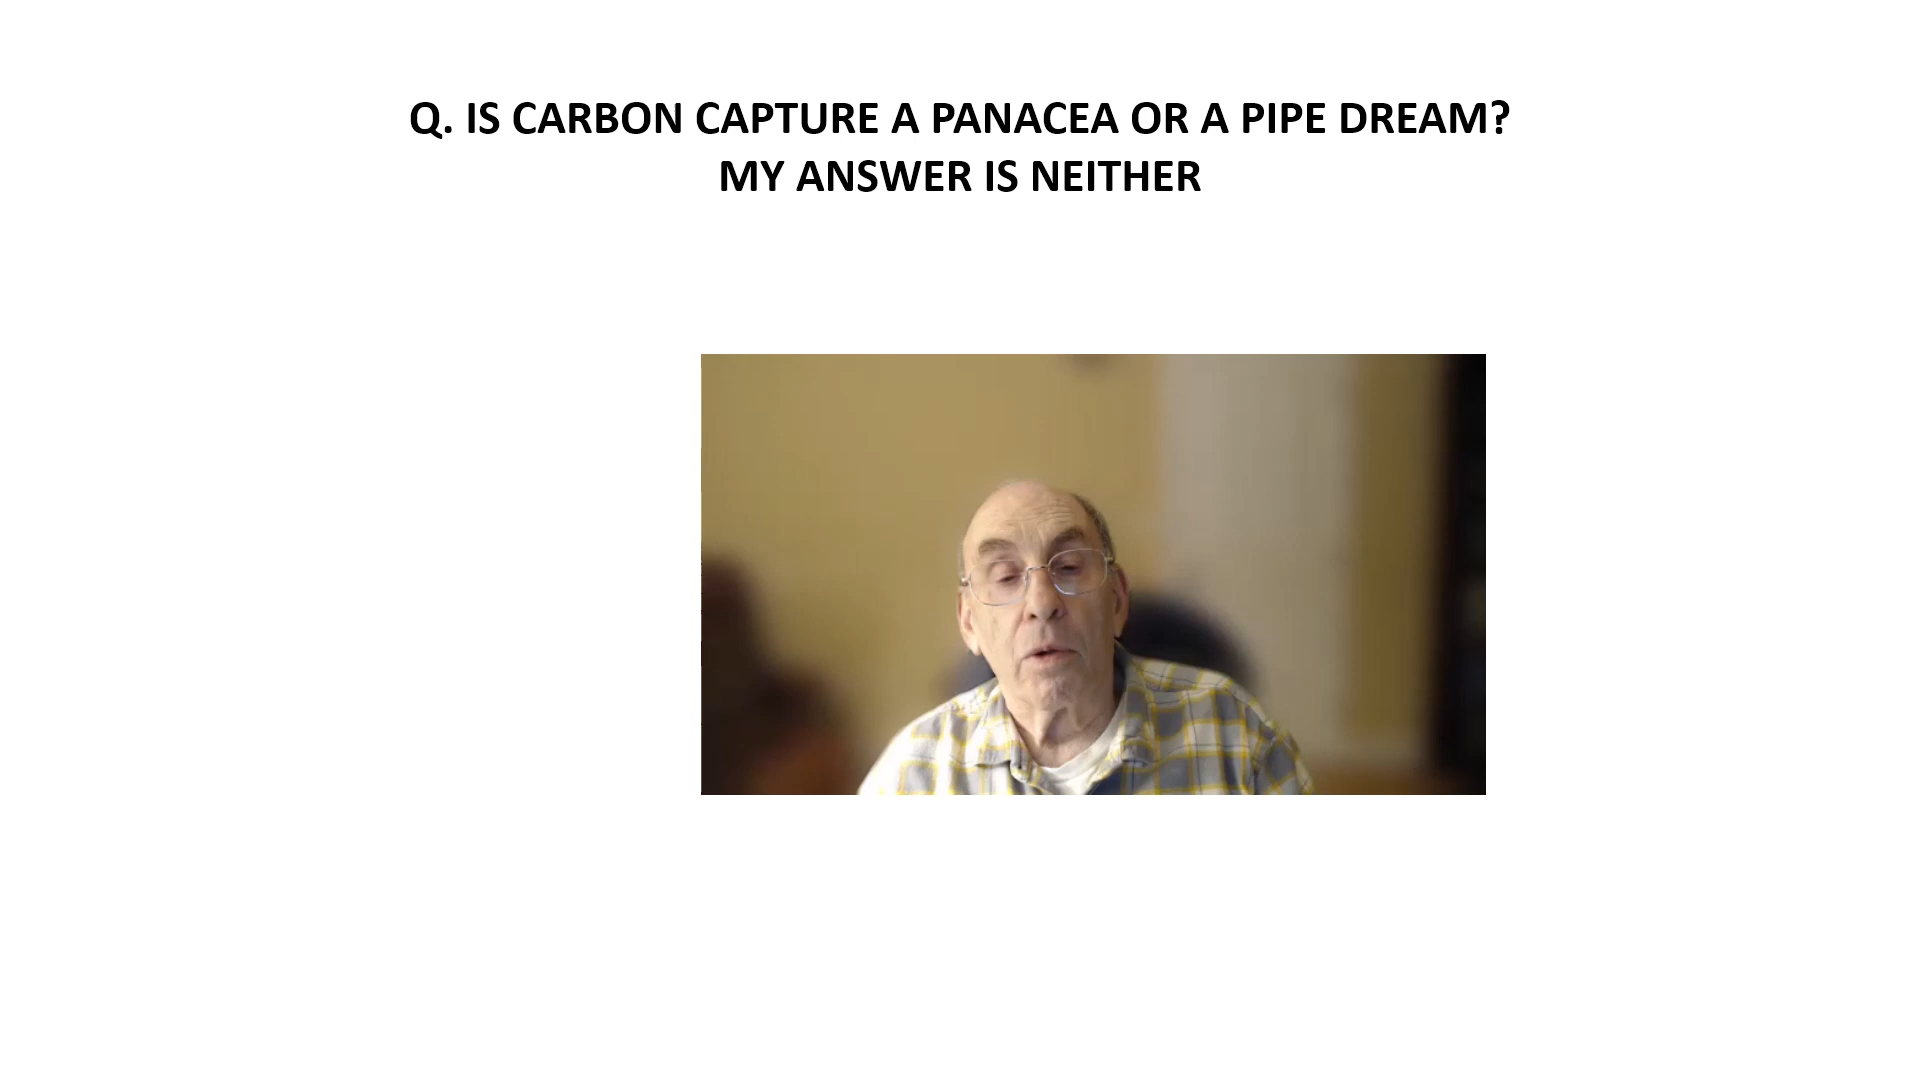 Q. IS CARBON CAPTURE A PANACEA OR A PIPE DREAM?
MY ANSWER IS NEITHER